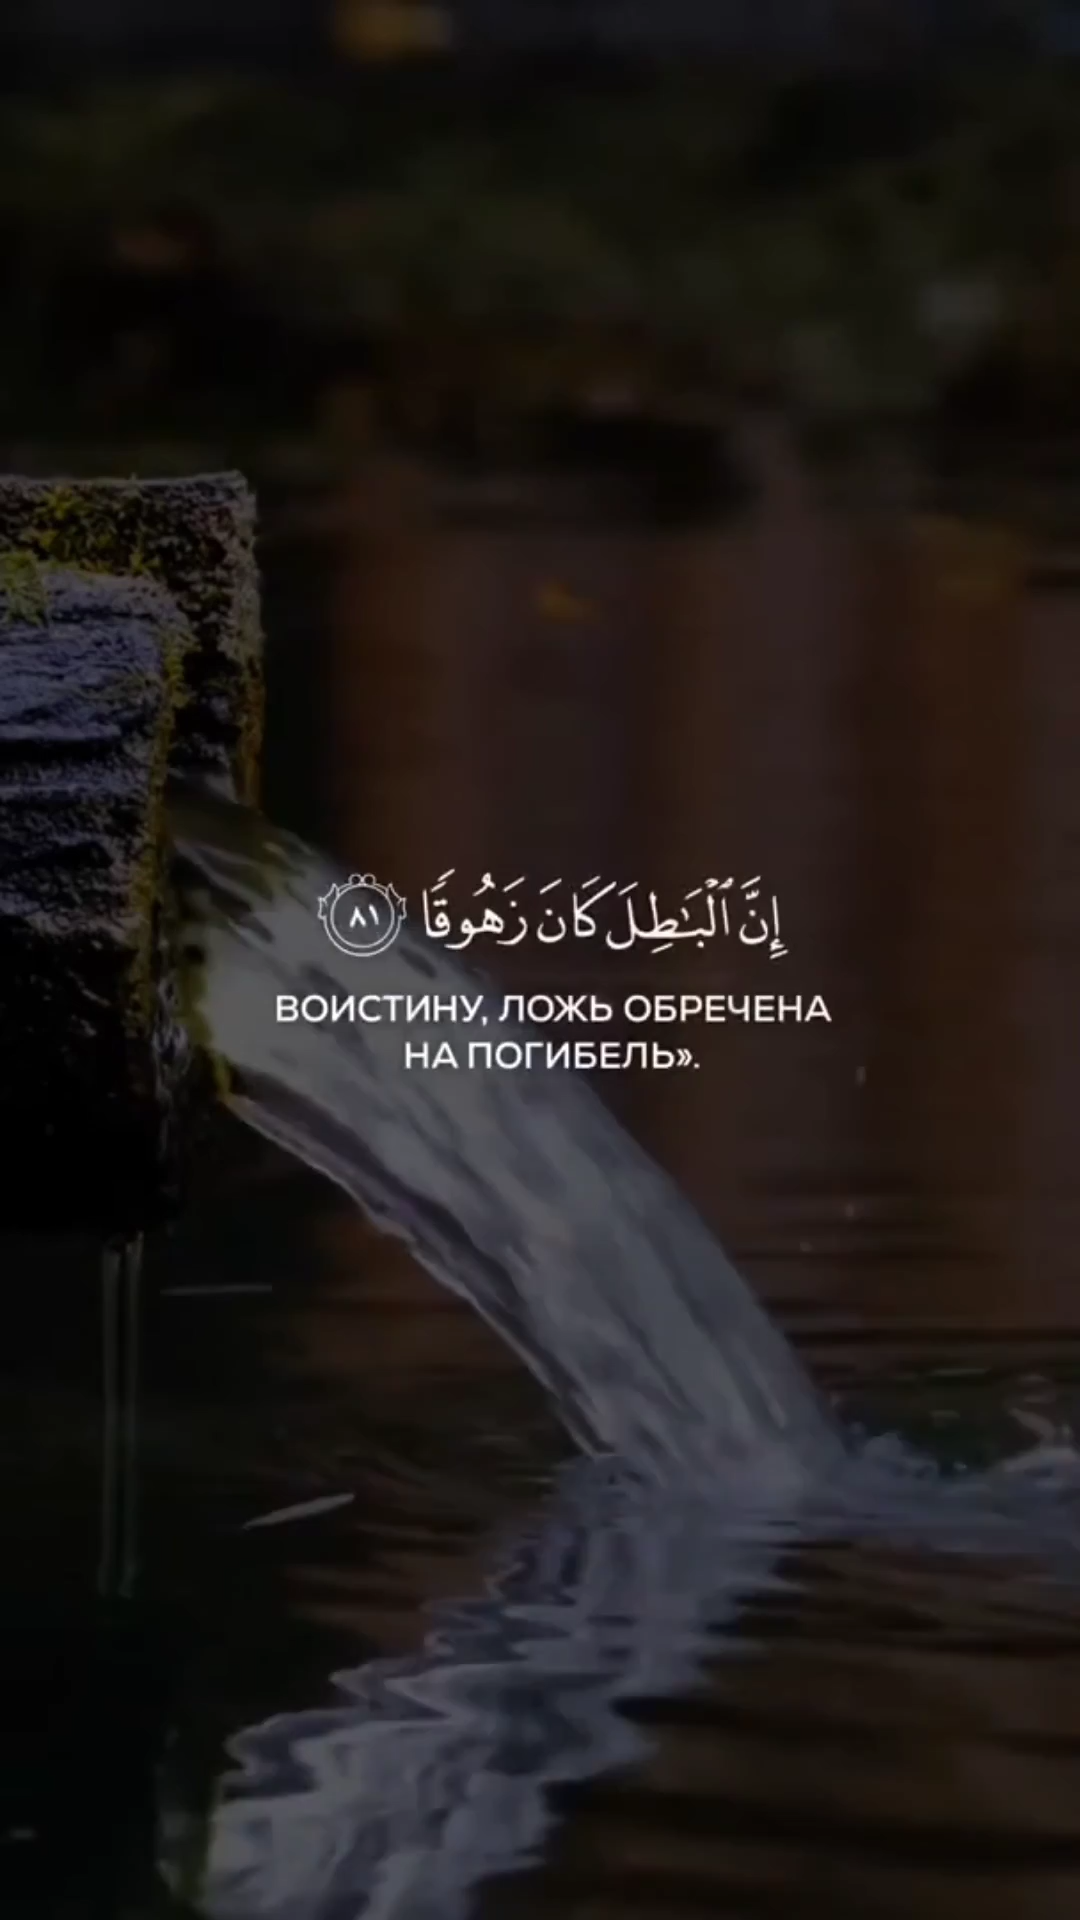 إِنَّ ٱلْبَـٰطِلَ كَانَ زَهُوقًا ٨١
ВОИСТИНУ, ЛОЖЬ ОБРЕЧЕНА
НА ПОГИБЕЛЬ».